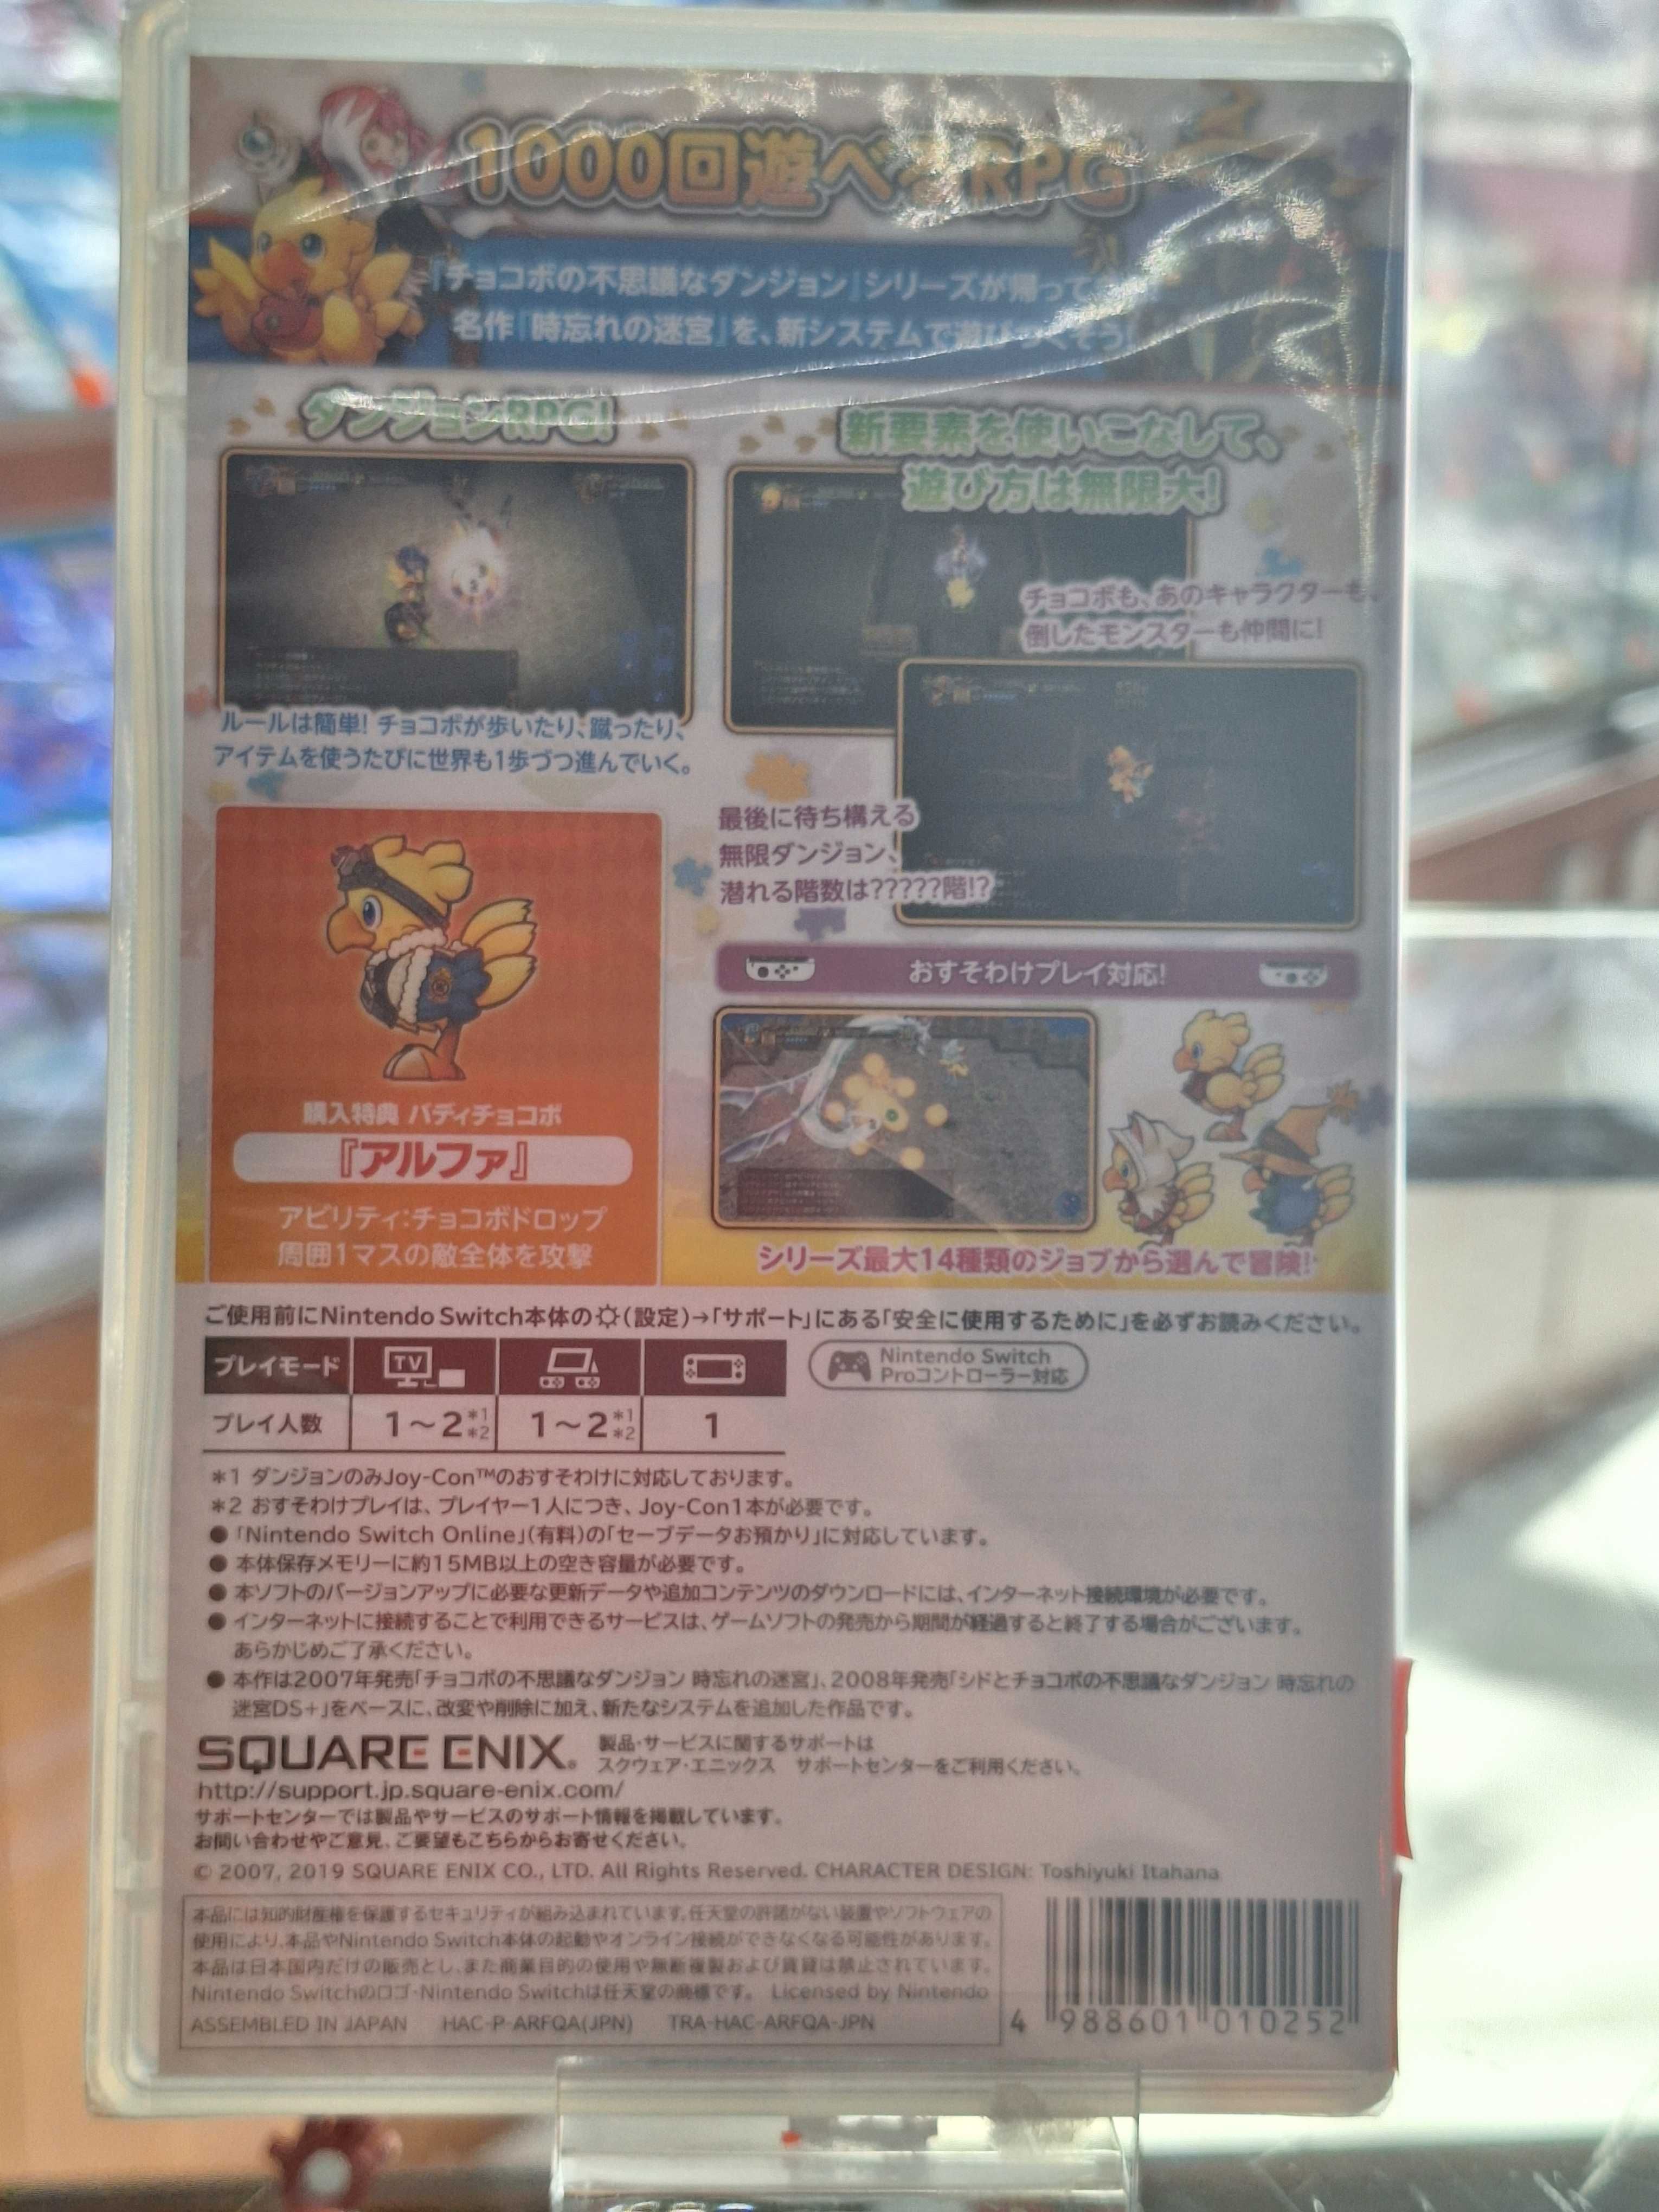 1000回遊べるRPG
『チョコボの不思議なダンジョン』シリーズが帰って
名作『時忘れの迷宮』を、新システムで遊びつくそう!
ダンジョンRPG!
ルールは簡単! チョコボが歩いたり、蹴ったり、
アイテムを使うたびに世界も1歩づつ進んでいく。
新要素を使いこなして、
遊び方は無限大!
チョコボも、あのキャラクターも、
倒したモンスターも仲間に!
最後に待ち構える
無限ダンジョン、
潜れる階数は?????階!?
購入特典 バディチョコボ
『アルファ』
アビリティ:チョコボドロップ
周囲1マスの敵全体を攻撃
おすそわけプレイ対応!
シリーズ最大14種類のジョブから選んで冒険!
ご使用前にNintendo Switch本体の(設定)→「サポート」にある「安全に使用するために」を必ずお読みください。
プレイモード TV
Nintendo Switch
Proコントローラー対応
プレイ人数 1〜2*1 *2 1〜2*1 *2 1
*1 ダンジョンのみJoy-Con™のおすそわけに対応しております。
*2 おすそわけプレイは、プレイヤー1人につき、Joy-Con1本が必要です。
● 「Nintendo Switch Online」(有料)の「セーブデータお預かり」に対応しています。
● 本体保存メモリーに約15MB以上の空き容量が必要です。
● 本ソフトのバージョンアップに必要な更新データや追加コンテンツのダウンロードには、インターネット接続環境が必要です。
● インターネットに接続することで利用できるサービスは、ゲームソフトの発売から期間が経過すると終了する場合がございます。
あらかじめご了承ください。
● 本作は2007年発売「チョコボの不思議なダンジョン 時忘れの迷宮」、2008年発売「シドとチョコボの不思議なダンジョン 時忘れの
迷宮DS+」をベースに、改変や削除に加え、新たなシステムを追加した作品です。
SQUARE ENIX®
製品・サービスに関するサポートは
スクウェア・エニックス サポートセンターをご利用ください。
http://support.jp.square-enix.com/
サポートセンターでは製品やサービスのサポート情報を掲載しています。
お問い合わせやご意見、ご要望もこちらからお寄せください。
© 2007, 2019 SQUARE ENIX CO., LTD. All Rights Reserved. CHARACTER DESIGN: Toshiyuki Itahana
本品には知的財産権を保護するセキュリティが組み込まれています。任天堂の許諾がない装置やソフトウェアの
使用により、本品やNintendo Switch本体の起動やオンライン接続ができなくなる可能性があります。
本品は日本国内だけの販売とし、また商業目的の使用や無断複製および賃貸は禁止されています。
Nintendo Switchのロゴ・Nintendo Switchは任天堂の商標です。 Licensed by Nintendo
ASSEMBLED IN JAPAN HAC-P-ARFQA(JPN) TRA-HAC-ARFQA-JPN
4 988601 010252